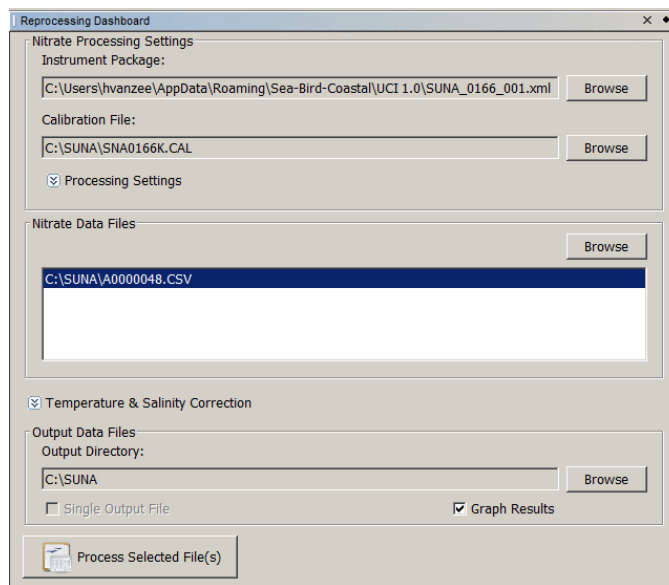 Reprocessing Dashboard
Nitrate Processing Settings
Instrument Package:
C:\Users\hvanzee\AppData\Roaming\Sea-Bird-Coastal\UCI 1.0\SUNA_0166_001.xml
Browse
Calibration File:
C:\SUNA\SNA0166K.CAL
Browse
Processing Settings
Nitrate Data Files
Browse
C:\SUNA\A0000048.CSV
Temperature & Salinity Correction
Output Data Files
Output Directory:
C:\SUNA
Browse
Single Output File
Graph Results
Process Selected File(s)